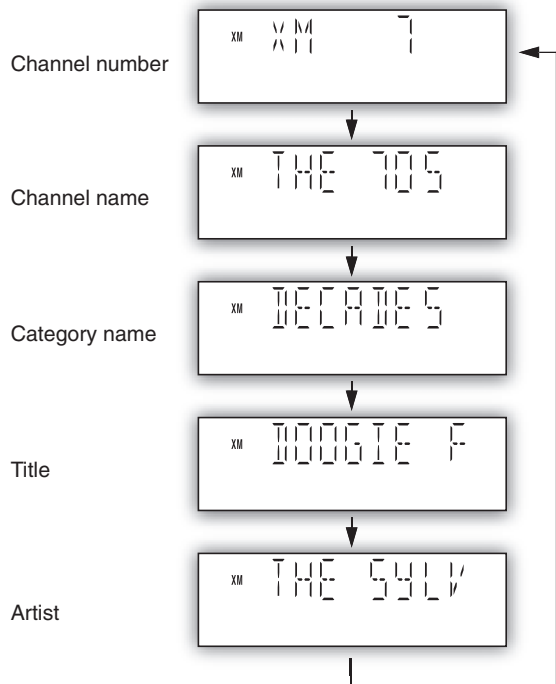 Channel number
XM XM 7
Channel name
XM THE 70S
Category name
XM DECADES
Title
XM DOOGIE F
Artist
XM THE SYLV